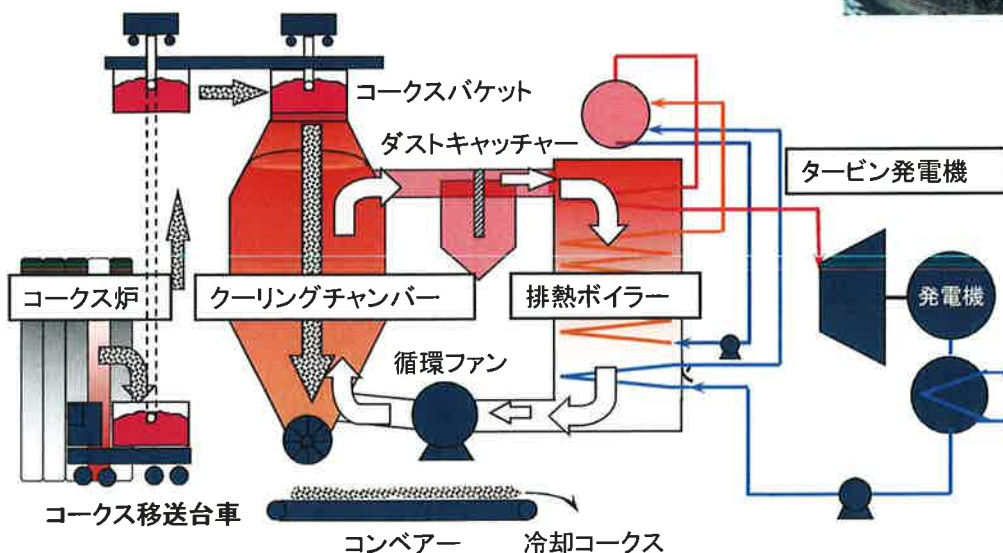 コークスバケット
ダストキャッチャー
タービン発電機
コークス炉
クーリングチャンバー
排熱ボイラー
発電機
循環ファン
コークス移送台車
コンベアー
冷却コークス